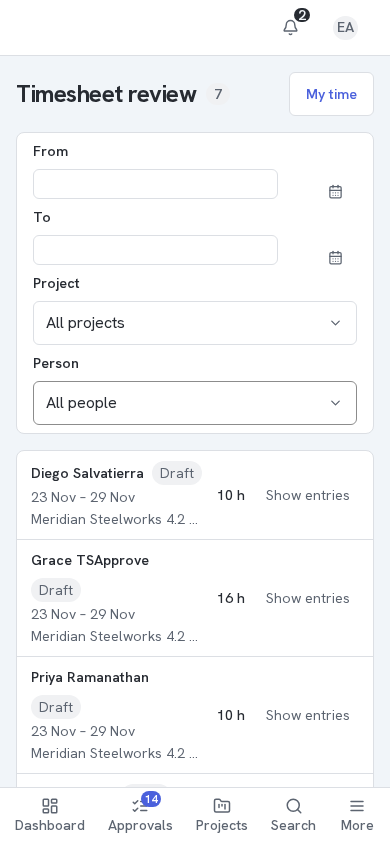 2
EA
Timesheet review 7
My time
From
To
Project
All projects
Person
All people
Diego Salvatierra Draft
23 Nov – 29 Nov
Meridian Steelworks 4.2 ...
10 h Show entries
Grace TSApprove
Draft
23 Nov – 29 Nov
Meridian Steelworks 4.2 ...
16 h Show entries
Priya Ramanathan
Draft
23 Nov – 29 Nov
Meridian Steelworks 4.2 ...
10 h Show entries
14
Dashboard Approvals Projects Search More